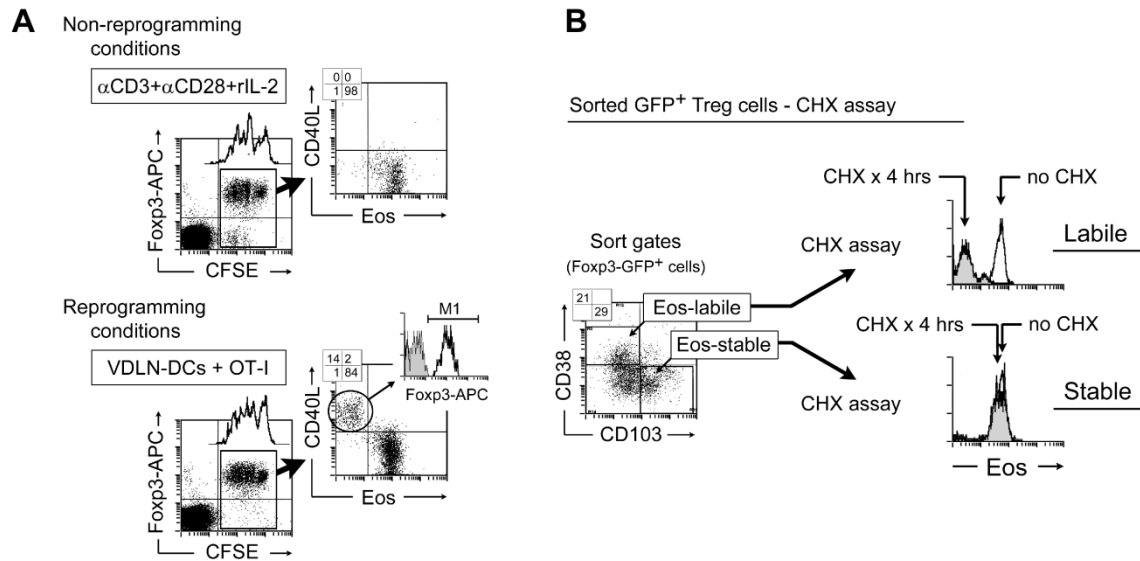 A
Non-reprogramming
conditions
αCD3+αCD28+rIL-2
Foxp3-APC
CFSE
0 0
1 98
CD40L
Eos
Reprogramming
conditions
VDLN-DCs + OT-I
Foxp3-APC
CFSE
14 2
1 84
CD40L
Eos
M1
Foxp3-APC
B
Sorted GFP+ Treg cells - CHX assay
Sort gates
(Foxp3-GFP+ cells)
21
29
CD38
CD103
Eos-labile
Eos-stable
CHX assay
CHX x 4 hrs
no CHX
Labile
CHX assay
CHX x 4 hrs
no CHX
Stable
Eos